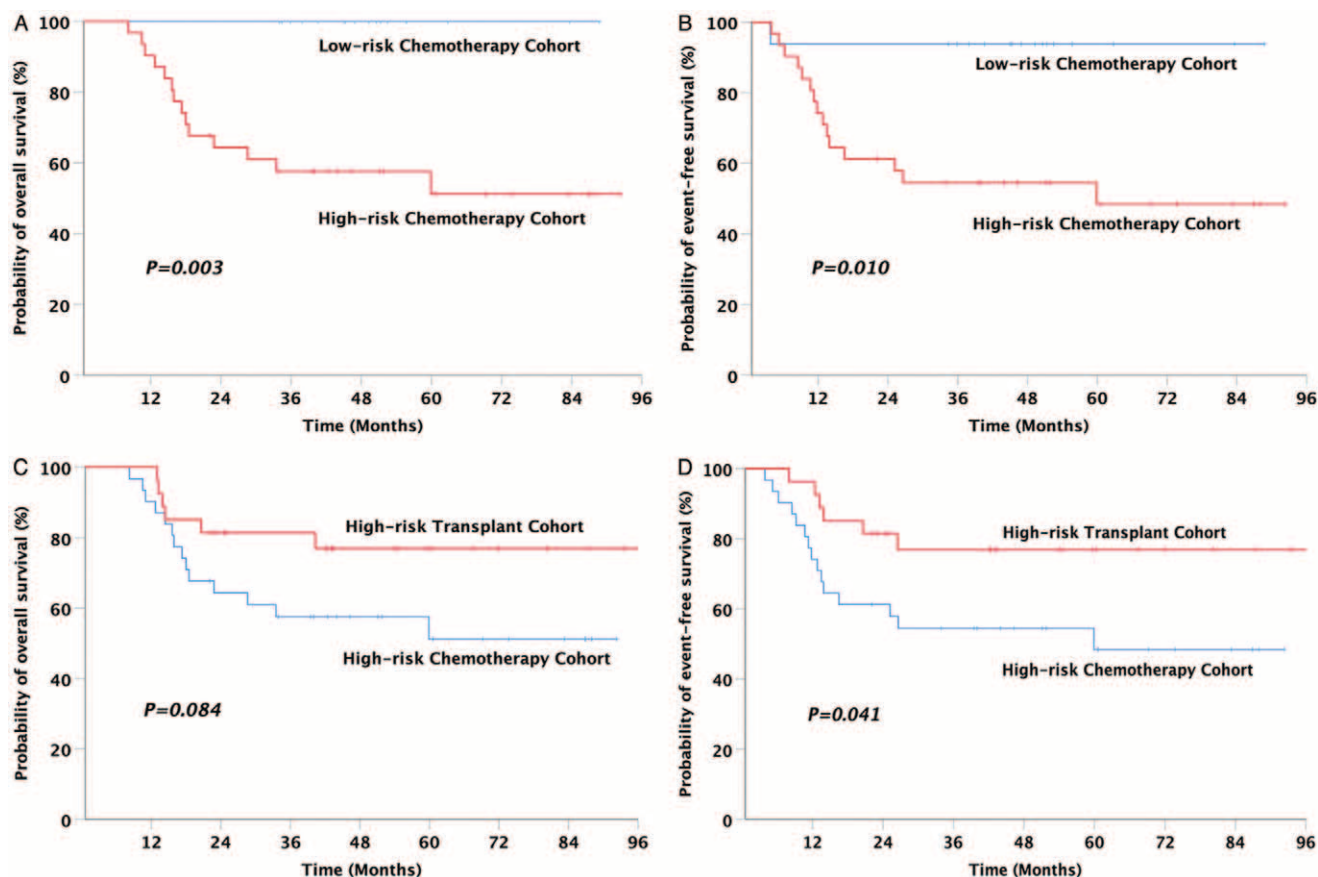 A
Probability of overall survival (%)
100
80
60
40
20
0
Low-risk Chemotherapy Cohort
High-risk Chemotherapy Cohort
P=0.003
12 24 36 48 60 72 84 96
Time (Months)
B
Probability of event-free survival (%)
100
80
60
40
20
0
Low-risk Chemotherapy Cohort
High-risk Chemotherapy Cohort
P=0.010
12 24 36 48 60 72 84 96
Time (Months)
C
Probability of overall survival (%)
100
80
60
40
20
0
High-risk Transplant Cohort
High-risk Chemotherapy Cohort
P=0.084
12 24 36 48 60 72 84 96
Time (Months)
D
Probability of event-free survival (%)
100
80
60
40
20
0
High-risk Transplant Cohort
High-risk Chemotherapy Cohort
P=0.041
12 24 36 48 60 72 84 96
Time (Months)